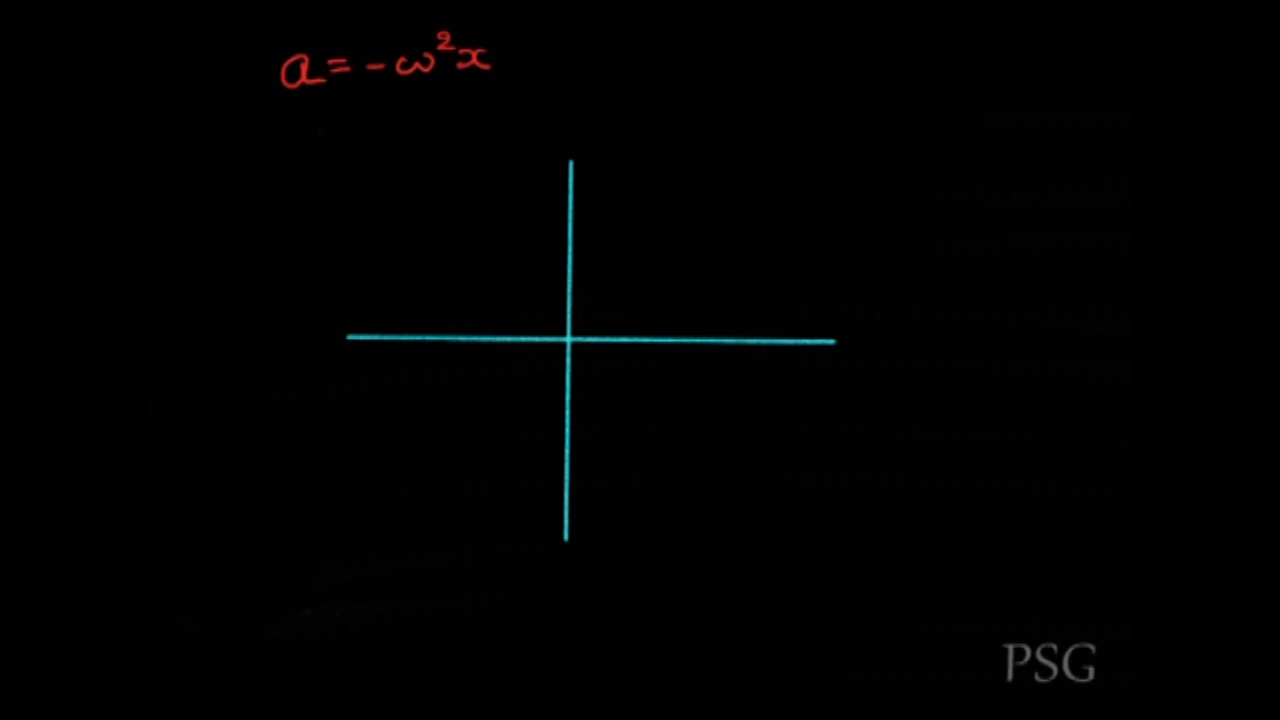 a = -ω²x
PSG